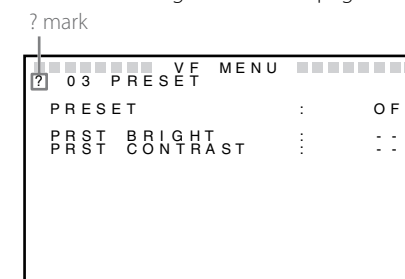 ? mark
VF MENU
? 03 PRESET
PRESET : OF
PRST BRIGHT : - -
PRST CONTRAST : - -